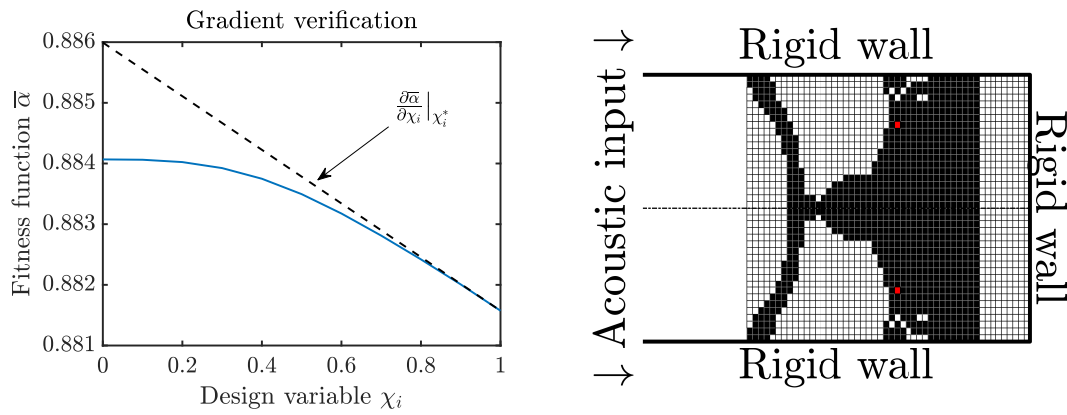 Gradient verification
0.886
0.885
0.884
0.883
0.882
0.881
Fitness function α̅
∂α̅/∂χᵢ|χᵢ*
0
0.2
0.4
0.6
0.8
1
Design variable χᵢ
→ Acoustic input →
Rigid wall
Rigid wall
Rigid wall